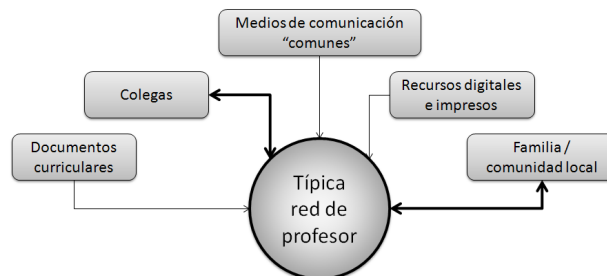 Medios de comunicación
“comunes”
Colegas
Recursos digitales
e impresos
Documentos
curriculares
Familia /
comunidad local
Típica
red de
profesor